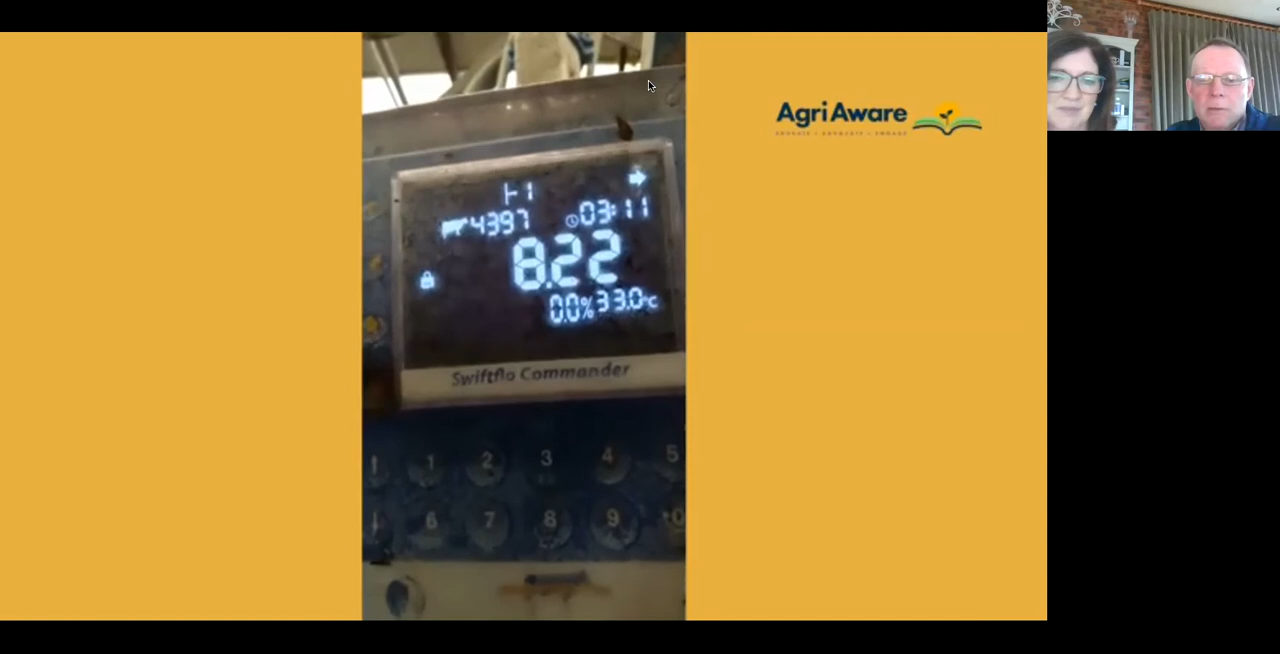 Agri Aware
⊢1
4397 03:11
8.22
0.0% 33.0°c
Swiftflo Commander
1 2 3 4 5
6 7 8 9